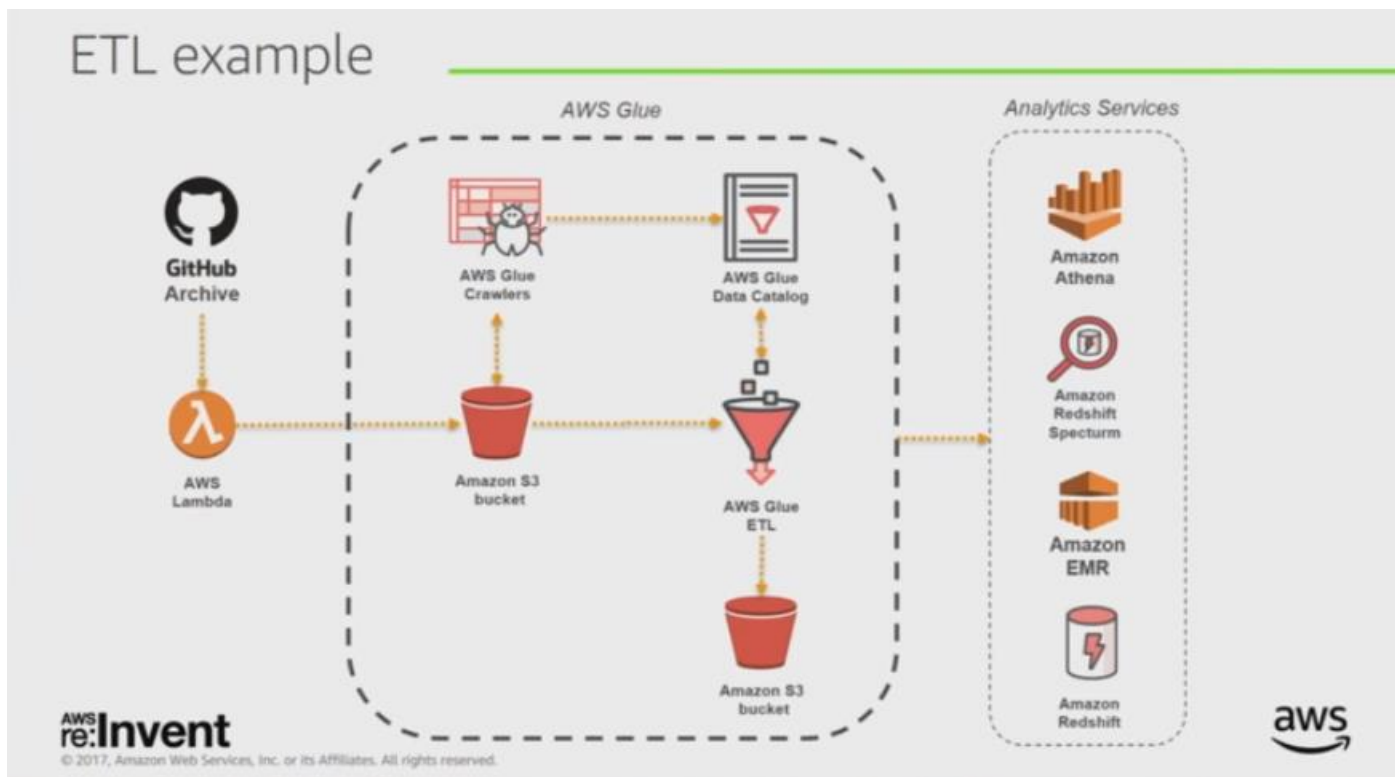 ETL example
AWS Glue
Analytics Services
GitHub
Archive
AWS Glue
Crawlers
AWS Glue
Data Catalog
Amazon
Athena
Amazon
Redshift
Specturm
AWS
Lambda
Amazon S3
bucket
AWS Glue
ETL
Amazon
EMR
Amazon S3
bucket
Amazon
Redshift
AWS
re:Invent
aws
© 2017, Amazon Web Services, Inc. or its Affiliates. All rights reserved.